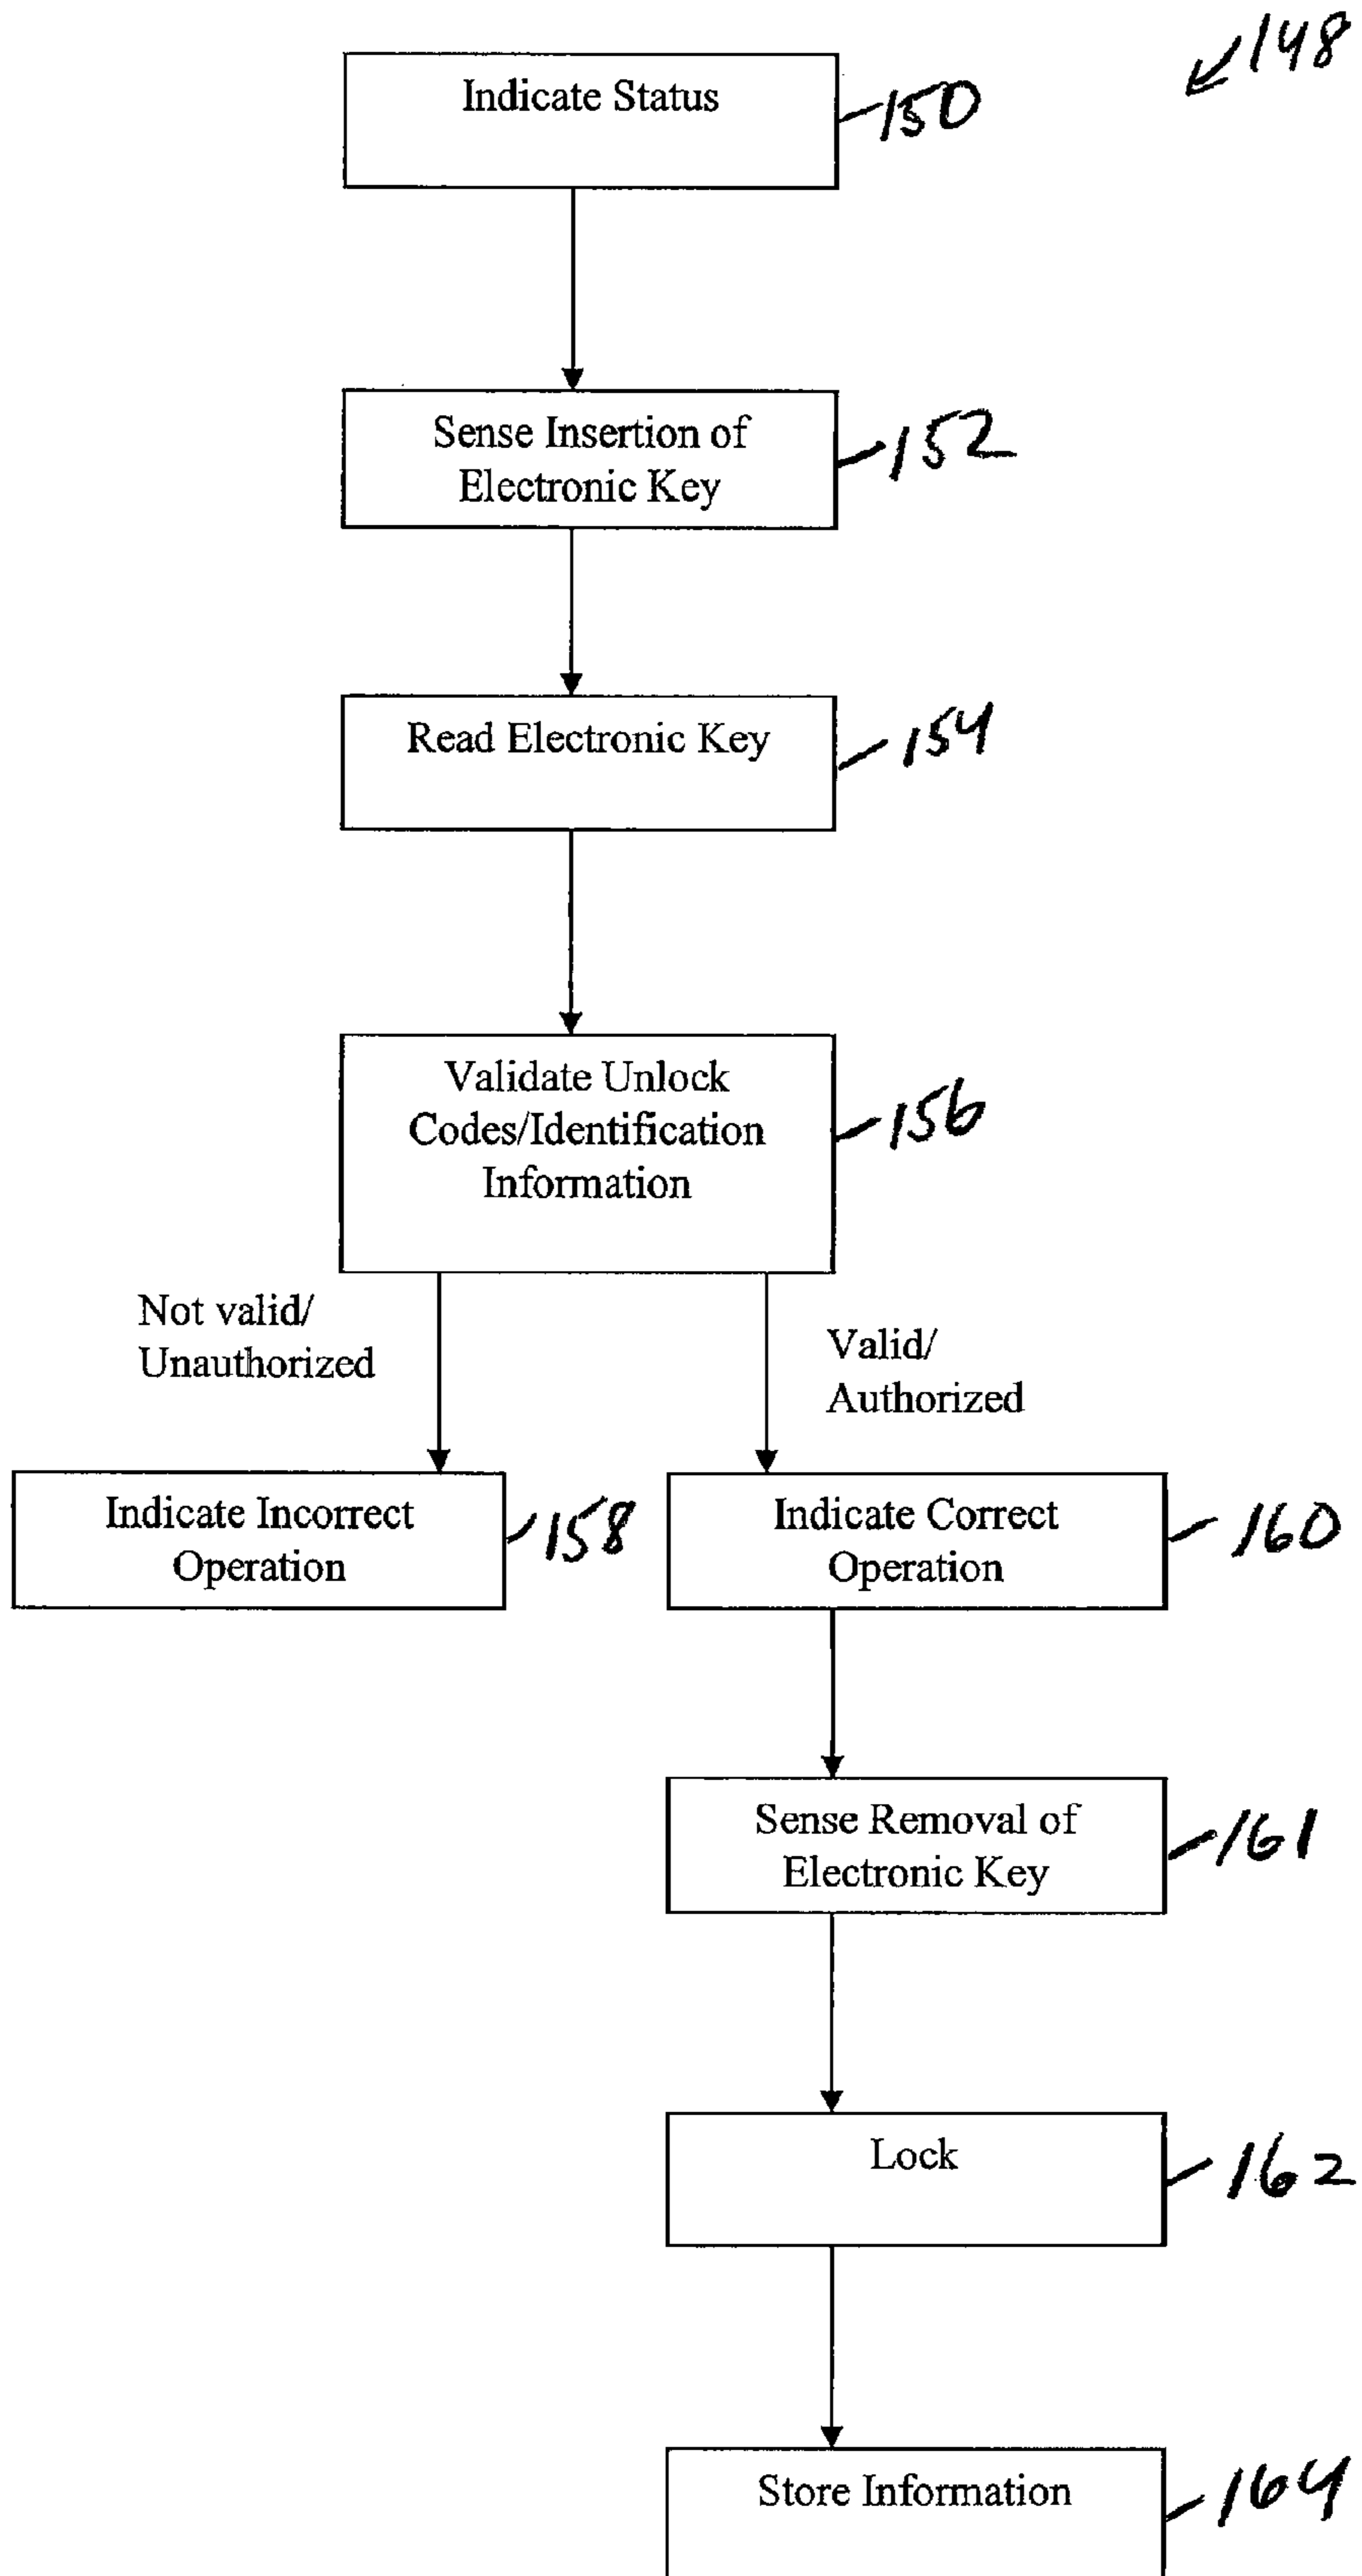 148
Indicate Status
150
Sense Insertion of
Electronic Key
152
Read Electronic Key
154
Validate Unlock
Codes/Identification
Information
156
Not valid/
Unauthorized
Valid/
Authorized
Indicate Incorrect
Operation
158
Indicate Correct
Operation
160
Sense Removal of
Electronic Key
161
Lock
162
Store Information
164